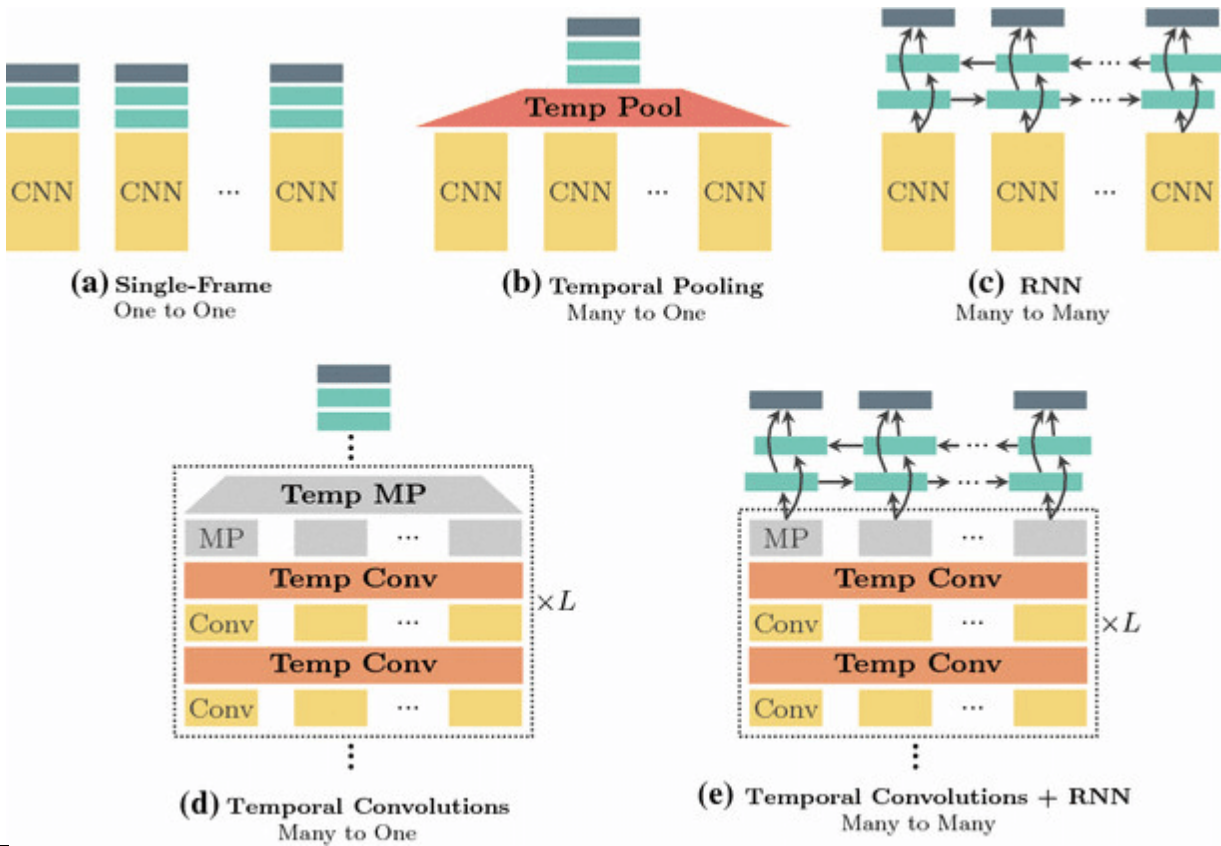 Temp Pool
CNN CNN ... CNN
CNN CNN ... CNN
CNN CNN ... CNN
...
(a) Single-Frame
One to One
(b) Temporal Pooling
Many to One
(c) RNN
Many to Many
Temp MP
MP ...
Temp Conv
Conv ...
Temp Conv
Conv ...
×L
(d) Temporal Convolutions
Many to One
...
MP ...
Temp Conv
Conv ...
Temp Conv
Conv ...
×L
(e) Temporal Convolutions + RNN
Many to Many